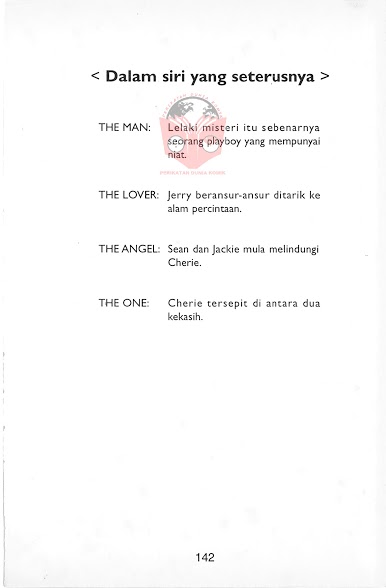 < Dalam siri yang seterusnya >
THE MAN: Lelaki misteri itu sebenarnya
seorang playboy yang mempunyai
niat.
THE LOVER: Jerry beransur-ansur ditarik ke
alam percintaan.
THE ANGEL: Sean dan Jackie mula melindungi
Cherie.
THE ONE: Cherie tersepit di antara dua
kekasih.
142